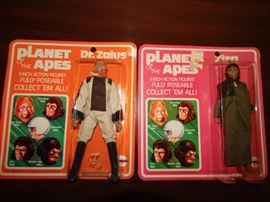 PLANET
OF THE APES
Dr. Zaius
8 INCH ACTION FIGURES
FULLY POSEABLE
COLLECT 'EM ALL!
PLANET
OF THE APES
Zira
8 INCH ACTION FIGURES
FULLY POSEABLE
COLLECT 'EM ALL!